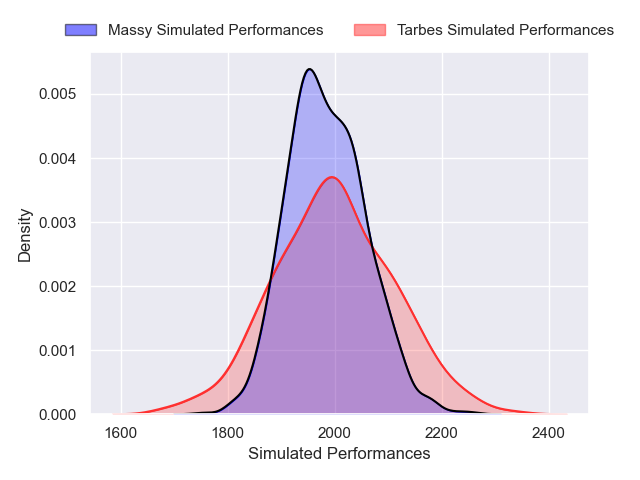 Massy Simulated Performances Tarbes Simulated Performances
0.005
0.004
0.003
0.002
0.001
0.000
Density
1600 1800 2000 2200 2400
Simulated Performances